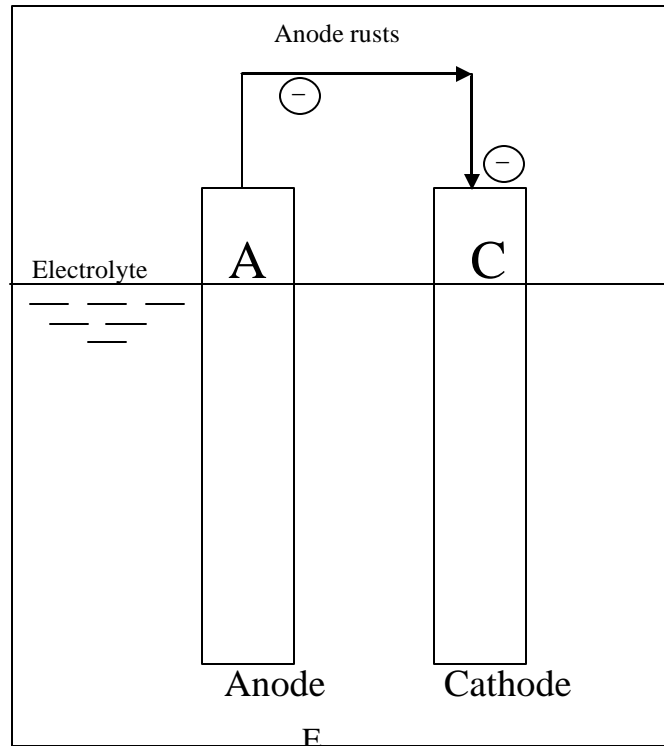 Anode rusts
−
−
A C
Electrolyte
Anode Cathode